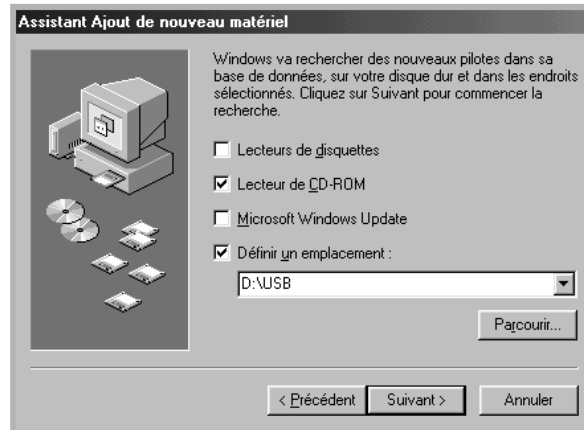 Assistant Ajout de nouveau matériel
Windows va rechercher des nouveaux pilotes dans sa
base de données, sur votre disque dur et dans les endroits
sélectionnés. Cliquez sur Suivant pour commencer la
recherche.
Lecteurs de disquettes
Lecteur de CD-ROM
Microsoft Windows Update
Définir un emplacement :
D:\USB
Parcourir...
< Précédent
Suivant >
Annuler